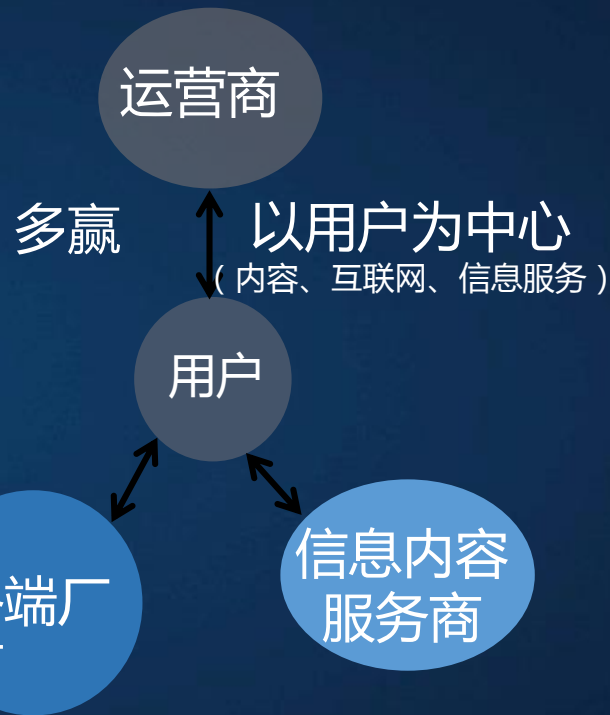 运营商
多赢
以用户为中心
（内容、互联网、信息服务）
用户
信息内容
服务商
端厂